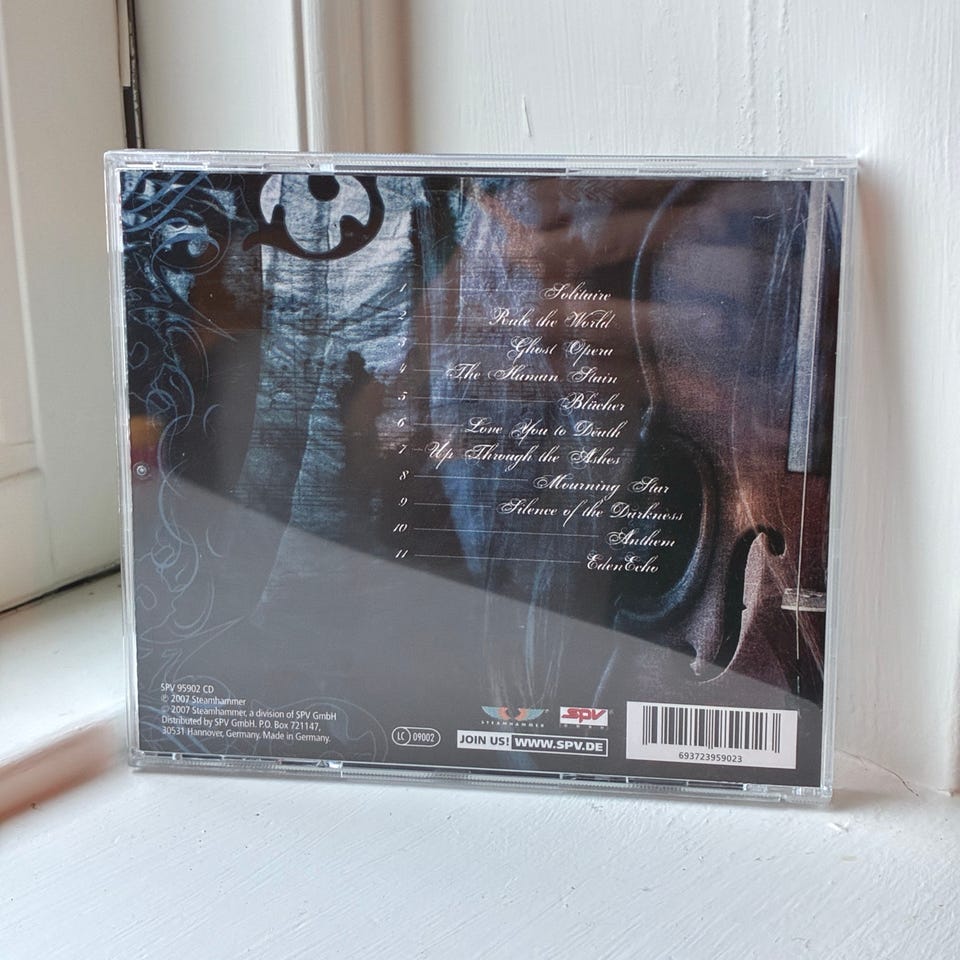 1 Solitaire
2 Rule the World
3 Ghost Opera
4 The Human Stain
5 Blücher
6 Love You to Death
7 Up Through the Ashes
8 Mourning Star
9 Silence of the Darkness
10 Anthem
11 EdenEcho
SPV 95902 CD
℗ 2007 Steamhammer
© 2007 Steamhammer, a division of SPV GmbH
Distributed by SPV GmbH. P.O. Box 721147,
30531 Hannover, Germany. Made in Germany.
LC 09002
STEAMHAMMER
SPV
JOIN US! WWW.SPV.DE
693723959023